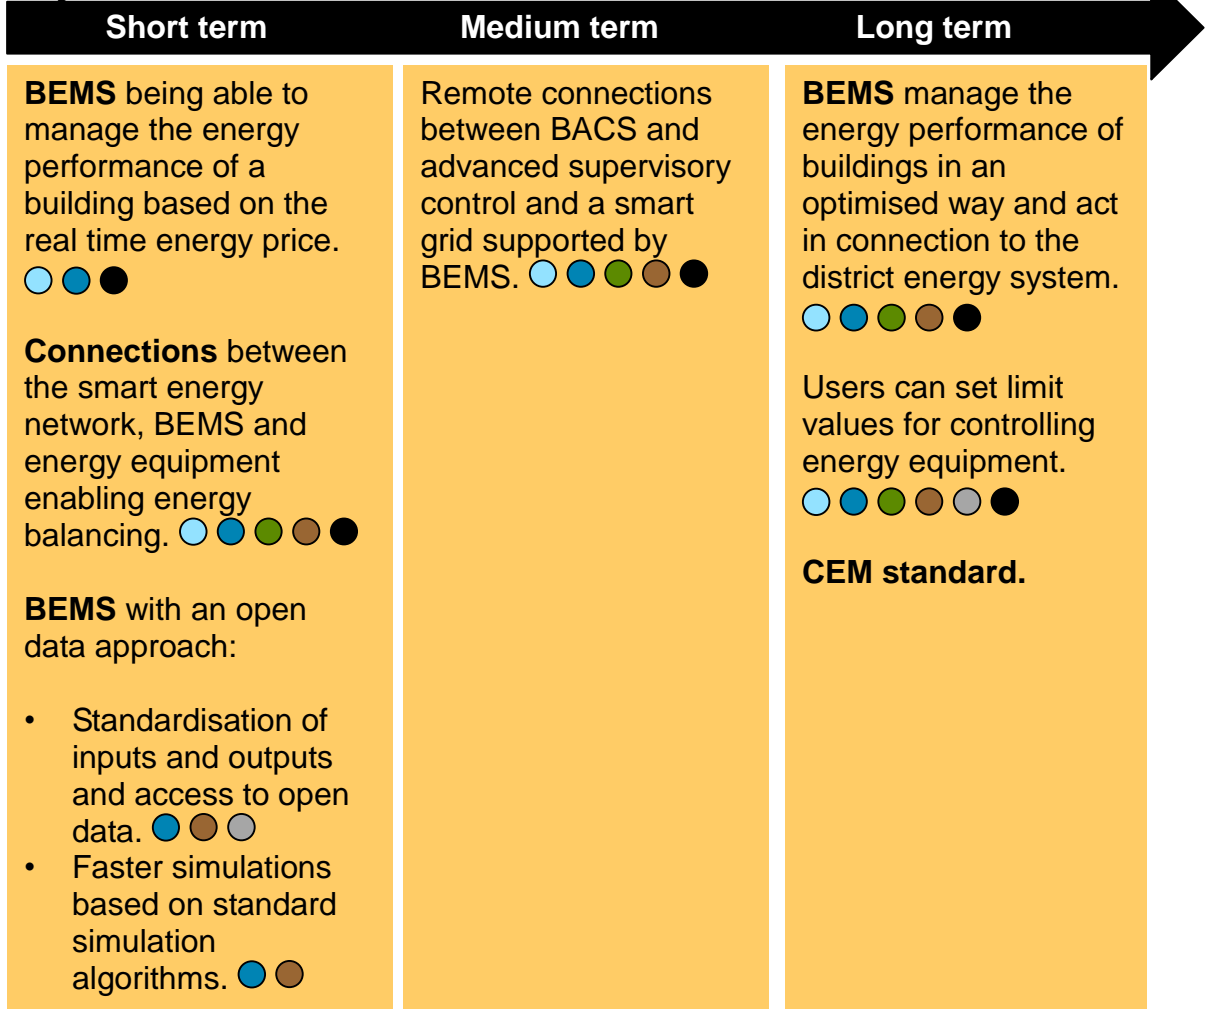 Short term
Medium term
Long term
BEMS being able to
manage the energy
performance of a
building based on the
real time energy price.
Connections between
the smart energy
network, BEMS and
energy equipment
enabling energy
balancing.
BEMS with an open
data approach:
• Standardisation of
inputs and outputs
and access to open
data.
• Faster simulations
based on standard
simulation
algorithms.
Remote connections
between BACS and
advanced supervisory
control and a smart
grid supported by
BEMS.
BEMS manage the
energy performance of
buildings in an
optimised way and act
in connection to the
district energy system.
Users can set limit
values for controlling
energy equipment.
CEM standard.